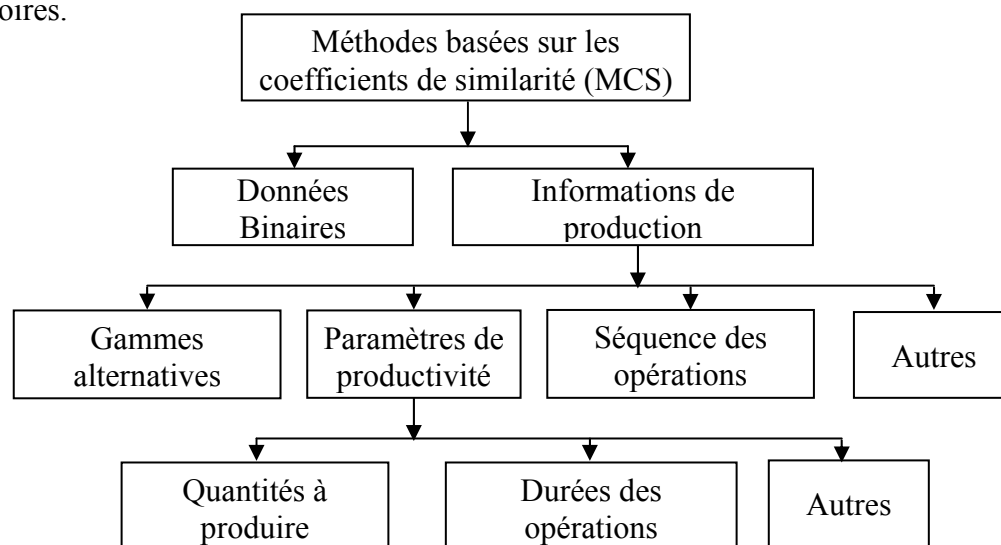 oires.
Méthodes basées sur les
coefficients de similarité (MCS)
Données
Binaires
Informations de
production
Gammes
alternatives
Paramètres de
productivité
Séquence des
opérations
Autres
Quantités à
produire
Durées des
opérations
Autres